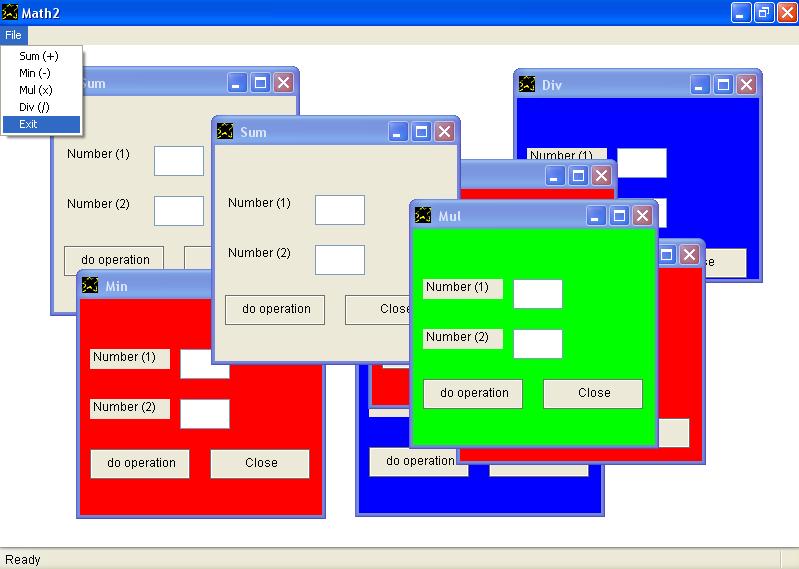 Math2
File
Sum (+)
Min (-)
Mul (x)
Div (/)
Exit
Sum
Number (1)
Number (2)
do operation
Sum
Number (1)
Number (2)
do operation
Close
Div
Number (1)
Mul
Number (1)
Number (2)
do operation
Close
Min
Number (1)
Number (2)
do operation
Close
do operation
Ready